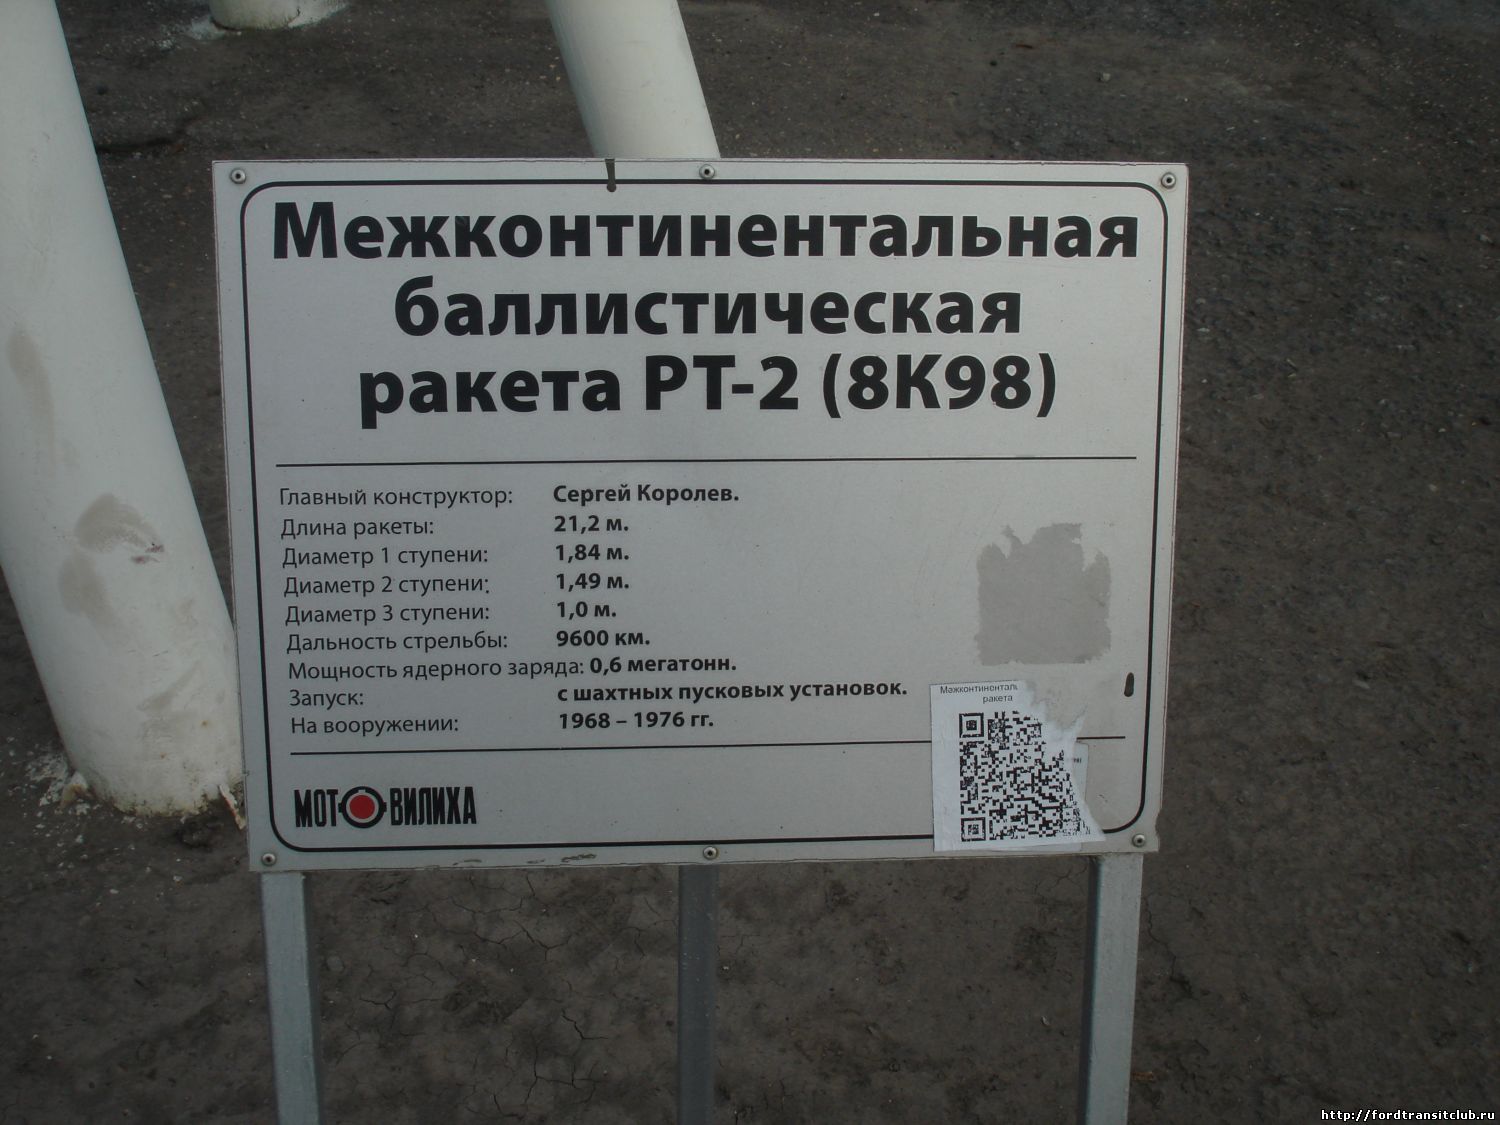 Межконтинентальная
баллистическая
ракета РТ-2 (8К98)
Главный конструктор: Сергей Королев.
Длина ракеты: 21,2 м.
Диаметр 1 ступени: 1,84 м.
Диаметр 2 ступени: 1,49 м.
Диаметр 3 ступени: 1,0 м.
Дальность стрельбы: 9600 км.
Мощность ядерного заряда: 0,6 мегатонн.
Запуск: с шахтных пусковых установок.
На вооружении: 1968 – 1976 гг.
Межконтиненталь
ракета
МОТОВИЛИХА
http://fordtransitclub.ru